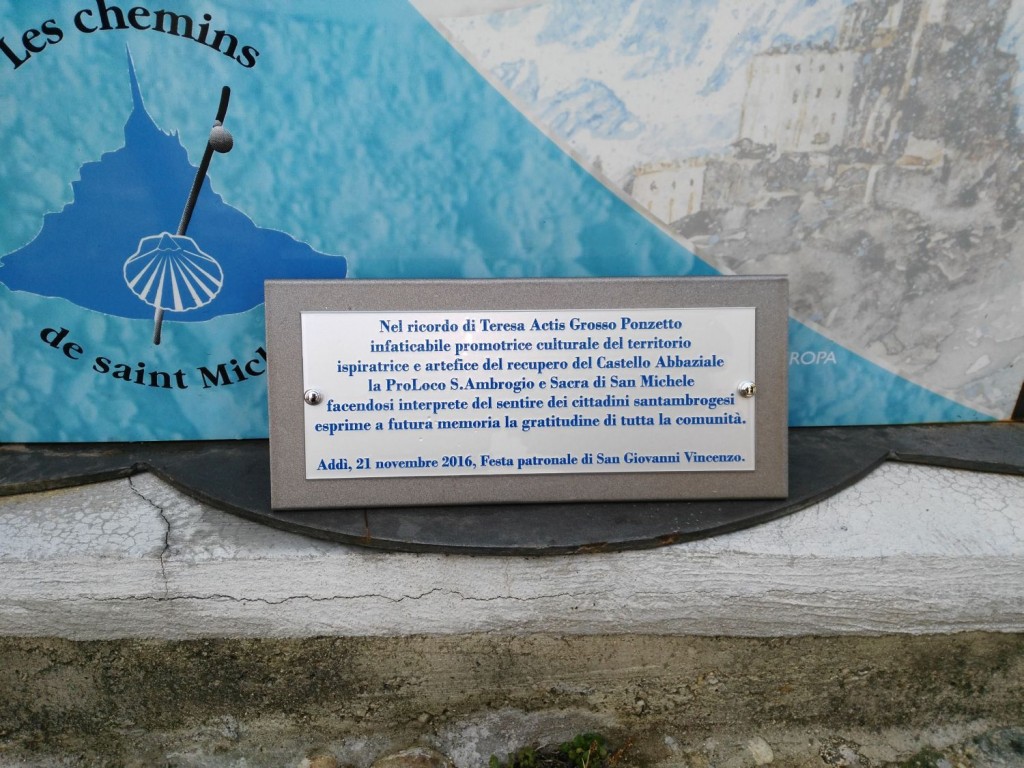 Les chemins
de saint Mich
ROPA
Nel ricordo di Teresa Actis Grosso Ponzetto
infaticabile promotrice culturale del territorio
ispiratrice e artefice del recupero del Castello Abbaziale
la ProLoco S.Ambrogio e Sacra di San Michele
facendosi interprete del sentire dei cittadini santambrogesi
esprime a futura memoria la gratitudine di tutta la comunità.
Addì, 21 novembre 2016, Festa patronale di San Giovanni Vincenzo.